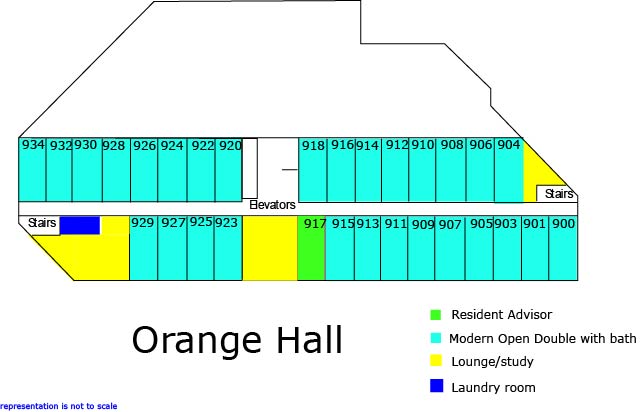 934 932 930 928 926 924 922 920 918 916 914 912 910 908 906 904
Stairs
Elevators
Stairs
929 927 925 923 917 915 913 911 909 907 905 903 901 900
Orange Hall
Resident Advisor
Modern Open Double with bath
Lounge/study
Laundry room
representation is not to scale